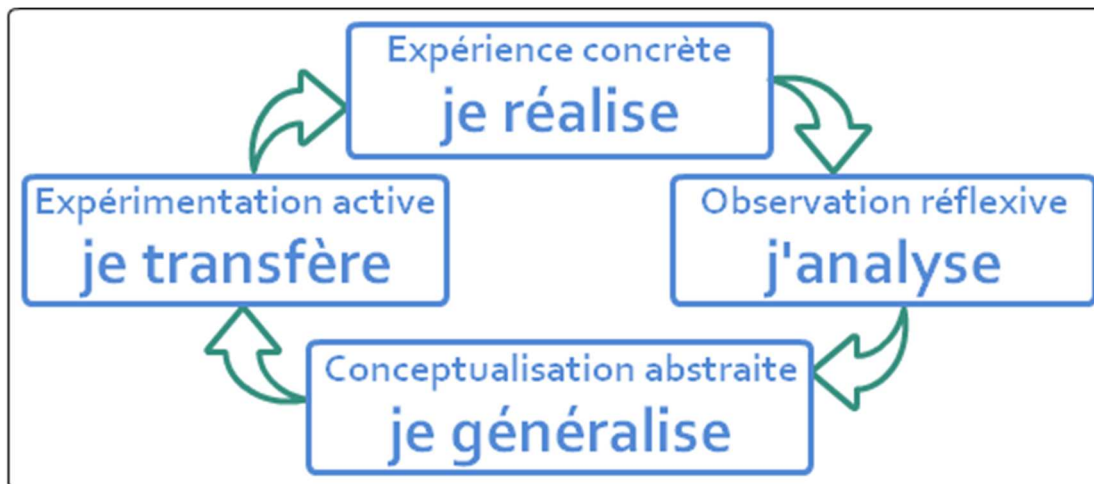 Expérience concrète
je réalise
Expérimentation active
je transfère
Observation réflexive
j'analyse
Conceptualisation abstraite
je généralise